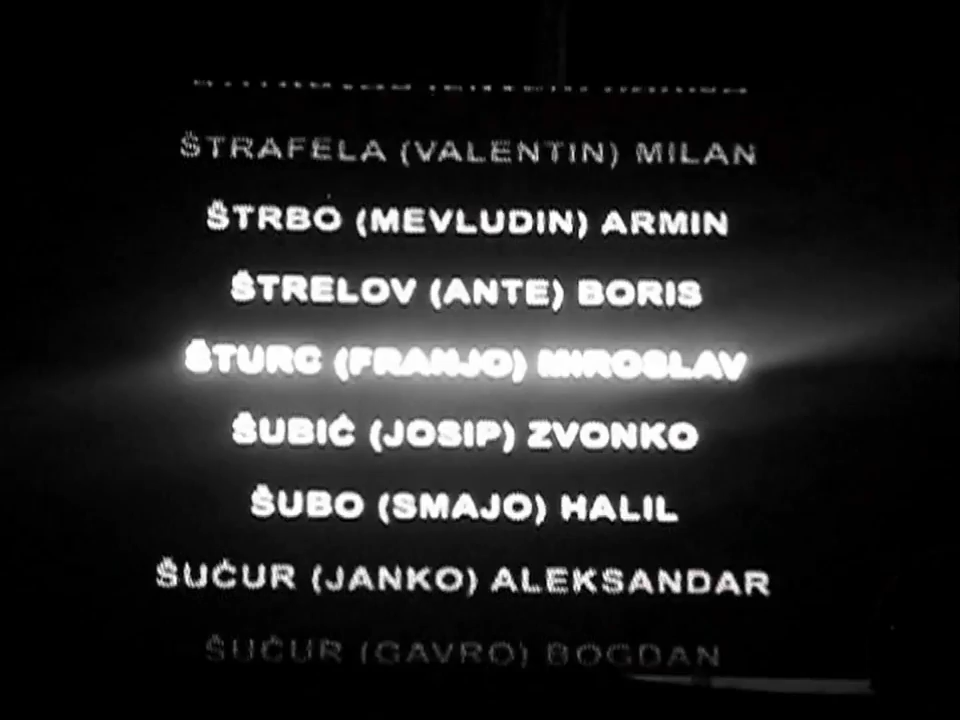 ŠTRAFELA (VALENTIN) MILAN
ŠTRBO (MEVLUDIN) ARMIN
ŠTRELOV (ANTE) BORIS
ŠTURC (FRANJO) MIROSLAV
ŠUBIĆ (JOSIP) ZVONKO
ŠUBO (SMAJO) HALIL
ŠUĆUR (JANKO) ALEKSANDAR
ŠUĆUR (GAVRO) BOGDAN